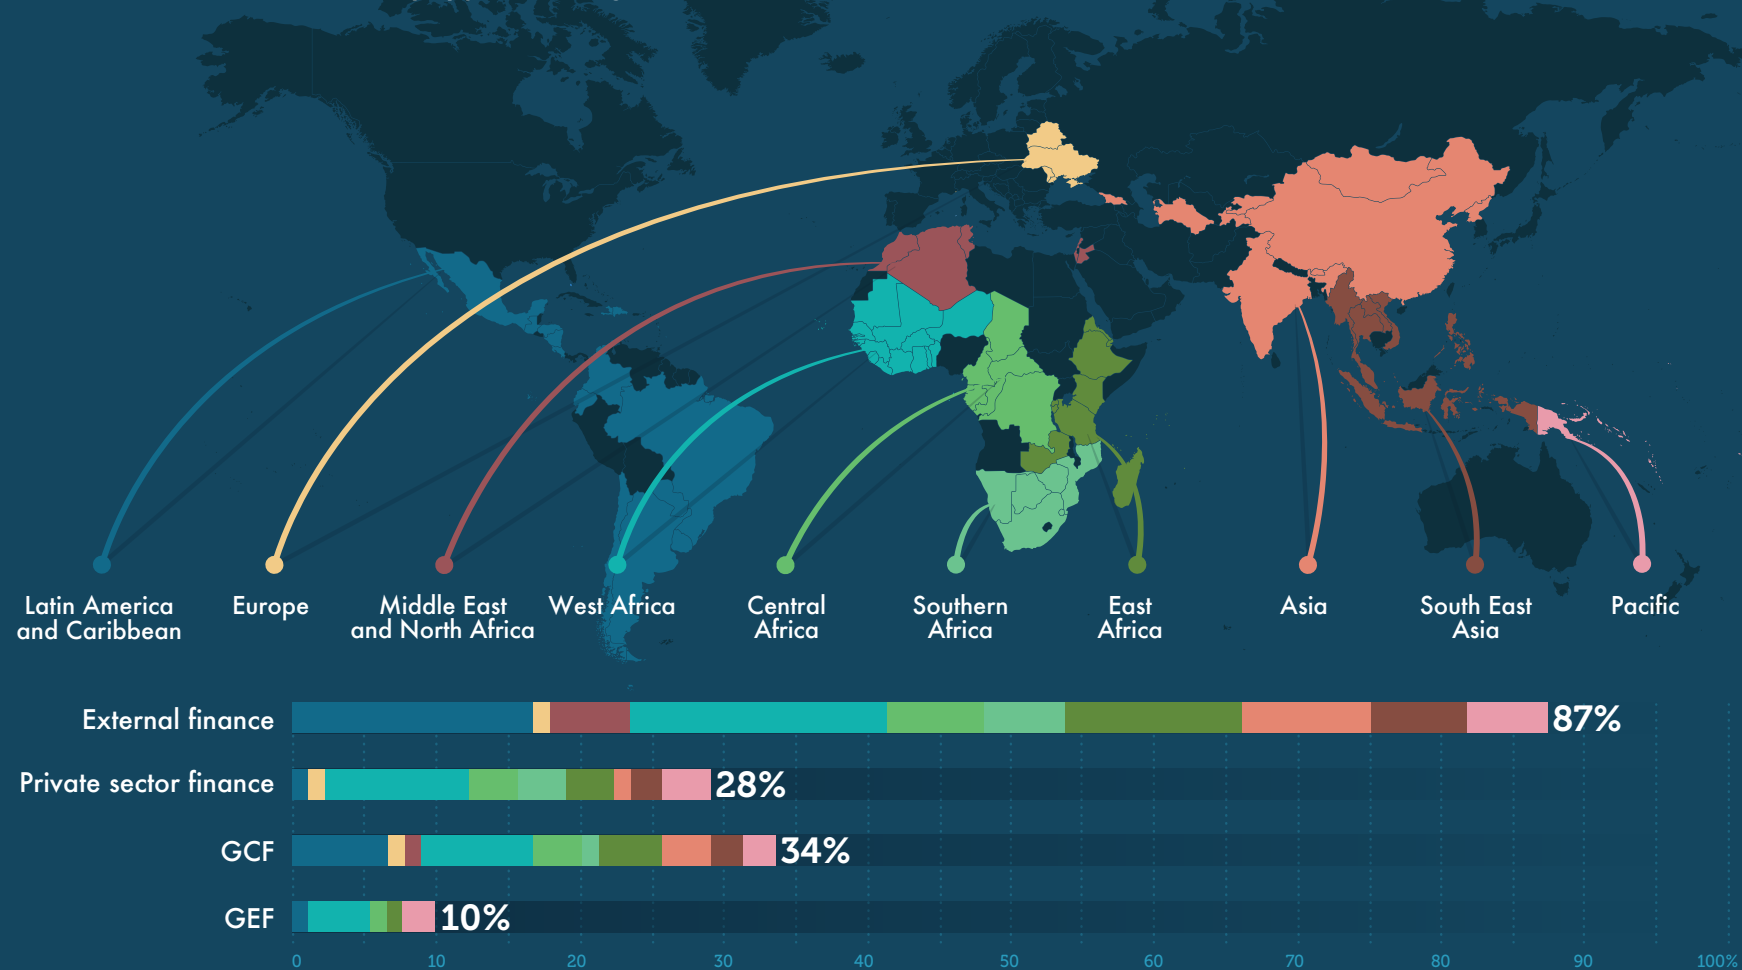 Latin America
and Caribbean
Europe
Middle East
and North Africa
West Africa
Central
Africa
Southern
Africa
East
Africa
Asia
South East
Asia
Pacific
External finance 87%
Private sector finance 28%
GCF 34%
GEF 10%
0 10 20 30 40 50 60 70 80 90 100%